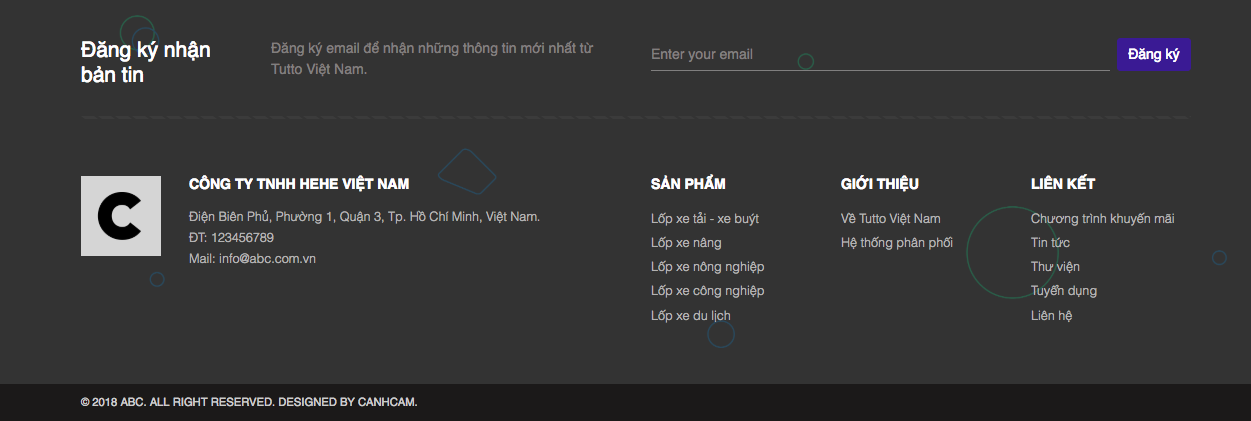 Đăng ký nhận
bản tin
Đăng ký email để nhận những thông tin mới nhất từ
Tutto Việt Nam.
Enter your email
Đăng ký
C
CÔNG TY TNHH HEHE VIỆT NAM
Điện Biên Phủ, Phường 1, Quận 3, Tp. Hồ Chí Minh, Việt Nam.
ĐT: 123456789
Mail: info@abc.com.vn
SẢN PHẨM
Lốp xe tải - xe buýt
Lốp xe nâng
Lốp xe nông nghiệp
Lốp xe công nghiệp
Lốp xe du lịch
GIỚI THIỆU
Về Tutto Việt Nam
Hệ thống phân phối
LIÊN KẾT
Chương trình khuyến mãi
Tin tức
Thư viện
Tuyển dụng
Liên hệ
© 2018 ABC. ALL RIGHT RESERVED. DESIGNED BY CANHCAM.